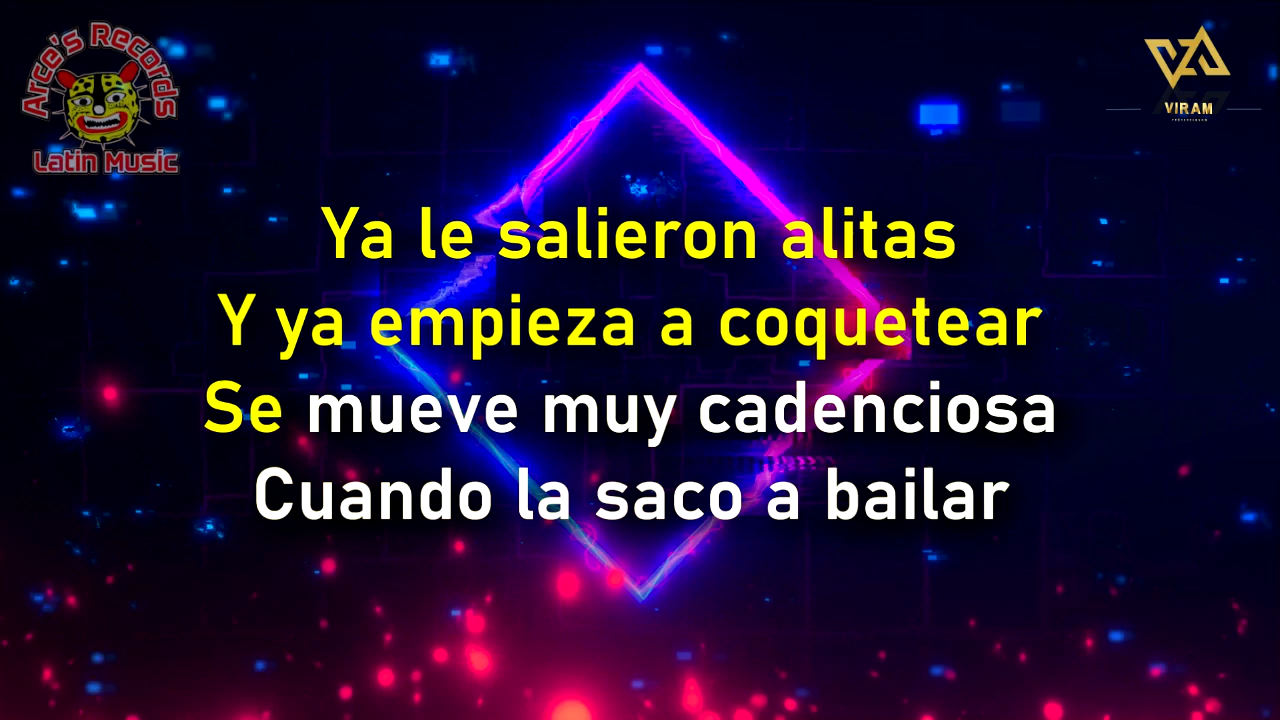 Arce's Records
Latin Music
VIRAM
Ya le salieron alitas
Y ya empieza a coquetear
Se mueve muy cadenciosa
Cuando la saco a bailar